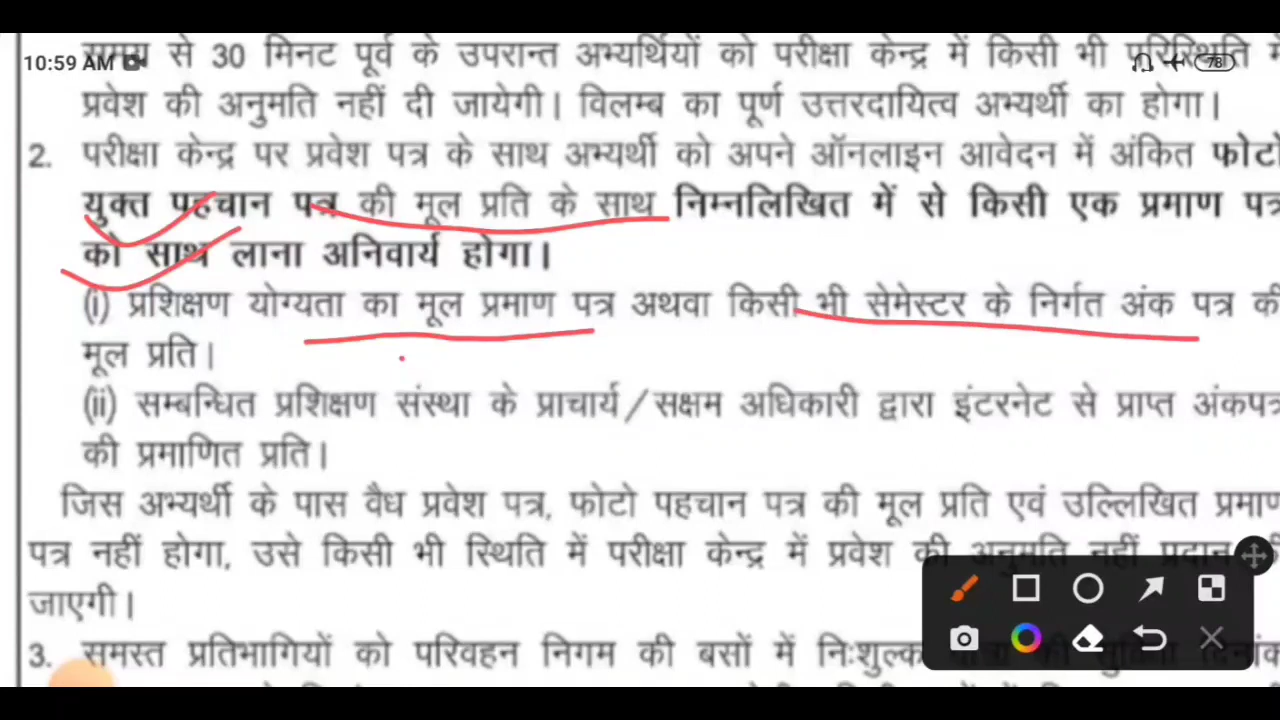 समय से 30 मिनट पूर्व के उपरान्त अभ्यर्थियों को परीक्षा केन्द्र में किसी भी परिस्थिति में
10:59 AM
78
प्रवेश की अनुमति नहीं दी जायेगी। विलम्ब का पूर्ण उत्तरदायित्व अभ्यर्थी का होगा।
2. परीक्षा केन्द्र पर प्रवेश पत्र के साथ अभ्यर्थी को अपने ऑनलाइन आवेदन में अंकित फोटो
युक्त पहचान पत्र की मूल प्रति के साथ निम्नलिखित में से किसी एक प्रमाण पत्र
को साथ लाना अनिवार्य होगा।
(i) प्रशिक्षण योग्यता का मूल प्रमाण पत्र अथवा किसी भी सेमेस्टर के निर्गत अंक पत्र की
मूल प्रति।
(ii) सम्बन्धित प्रशिक्षण संस्था के प्राचार्य/सक्षम अधिकारी द्वारा इंटरनेट से प्राप्त अंकपत्र
की प्रमाणित प्रति।
जिस अभ्यर्थी के पास वैध प्रवेश पत्र, फोटो पहचान पत्र की मूल प्रति एवं उल्लिखित प्रमाण
पत्र नहीं होगा, उसे किसी भी स्थिति में परीक्षा केन्द्र में प्रवेश की अनुमति नहीं प्रदान की
जाएगी।
3. समस्त प्रतिभागियों को परिवहन निगम की बसों में निःशुल्क यात्रा की सुविधा दिनांक